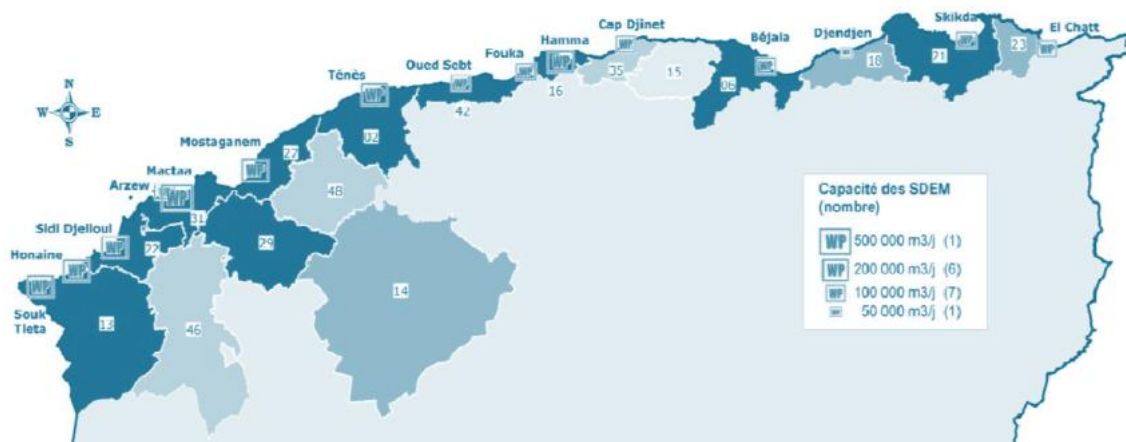 Skikda
El Chatt
Cap Djinet
Djendjen
Hamma
Béjaia
Fouka
Oued Sebt
Ténès
23
21
18
15
35
06
16
42
02
N
W E
S
Mostaganem
22
Mactaa
48
Arzew
31
Sidi Djelloul
22
29
Honaine
14
Souk
Tleta
13
46
Capacité des SDEM
(nombre)
WP 500 000 m3/j (1)
WP 200 000 m3/j (6)
WP 100 000 m3/j (7)
50 000 m3/j (1)